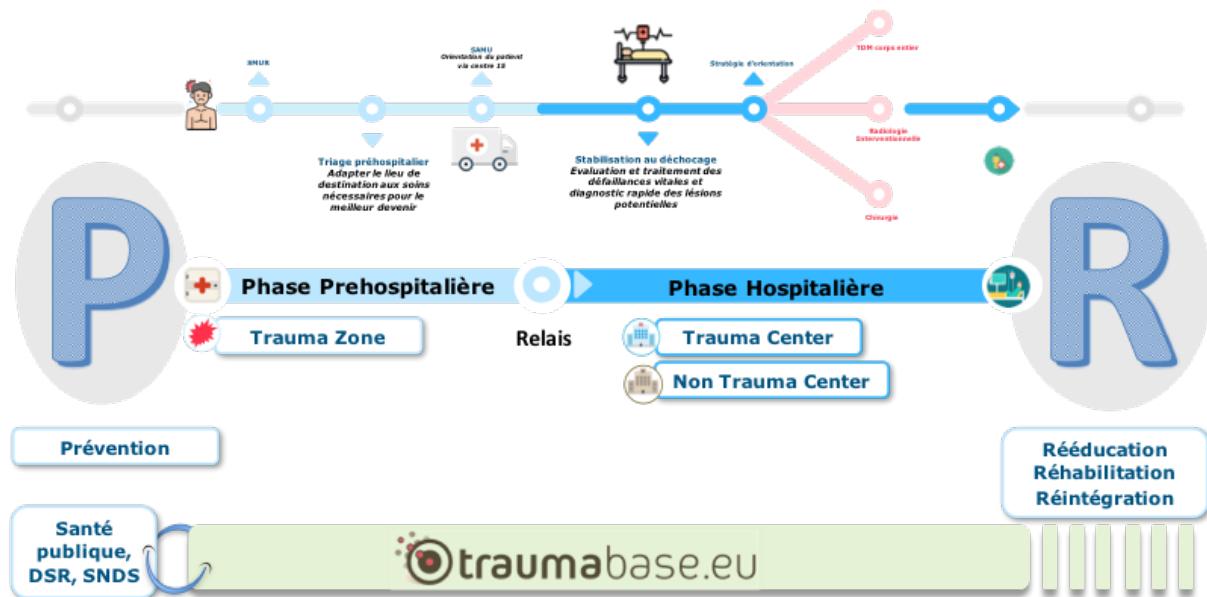 TDM corps entier
SMUR
SAMU
Orientation du patient
via centre 15
Stratégie d'orientation
Radiologie
Interventionnelle
Triage préhospitalier
Adapter le lieu de
destination aux soins
nécessaires pour le
meilleur devenir
Stabilisation au déchocage
Evaluation et traitement des
défaillances vitales et
diagnostic rapide des lésions
potentielles
Chirurgie
P
R
Phase Prehospitalière
Phase Hospitalière
Trauma Zone
Relais
Trauma Center
Non Trauma Center
Prévention
Rééducation
Réhabilitation
Réintégration
Santé
publique,
DSR, SNDS
traumabase.eu